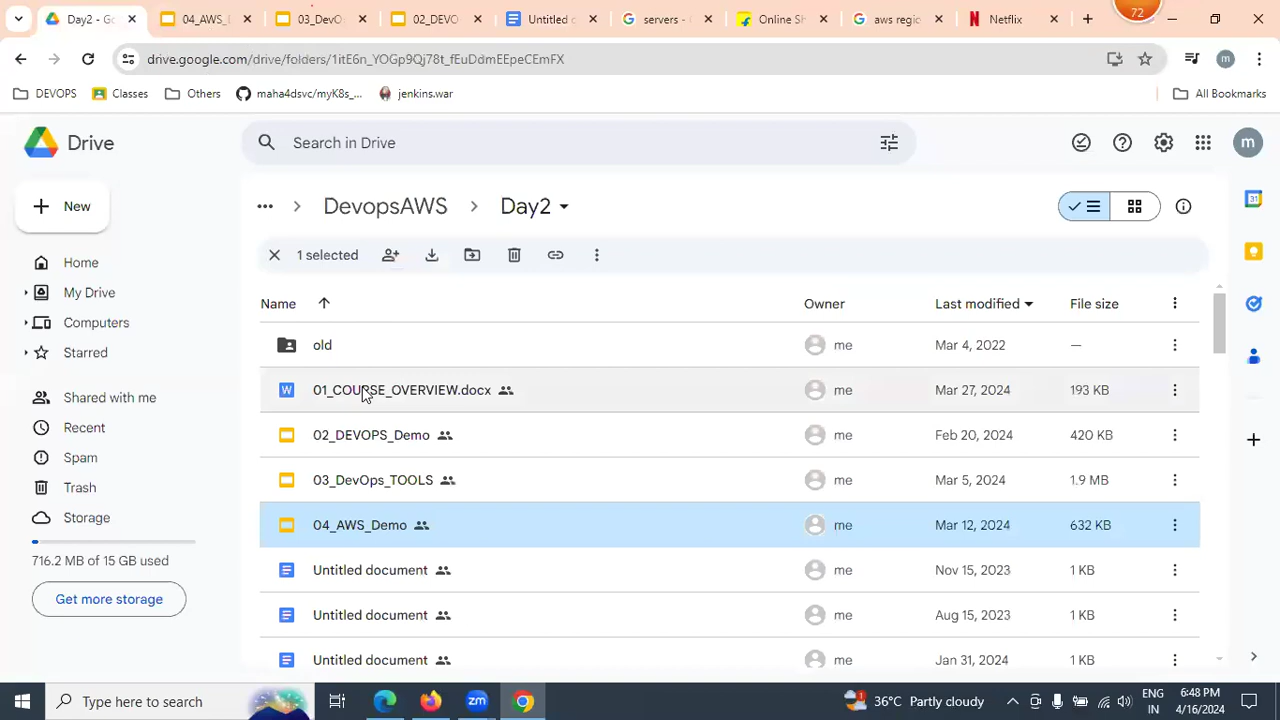 Day2 - G
04_AWS_
03_DevO
02_DEVO
Untitled
servers -
Online Sh
aws regio
Netflix
72
drive.google.com/drive/folders/1itE6n_YOGp9Qj78t_fEuDdmEEpeCEmFX
m
DEVOPS
Classes
Others
maha4dsvc/myK8s_...
jenkins.war
All Bookmarks
Drive
Search in Drive
m
31
New
DevopsAWS
Day2
1 selected
Home
My Drive
Computers
Starred
Shared with me
Recent
Spam
Trash
Storage
716.2 MB of 15 GB used
Get more storage
Name Owner Last modified File size
old me Mar 4, 2022 —
W 01_COURSE_OVERVIEW.docx me Mar 27, 2024 193 KB
02_DEVOPS_Demo me Feb 20, 2024 420 KB
03_DevOps_TOOLS me Mar 5, 2024 1.9 MB
04_AWS_Demo me Mar 12, 2024 632 KB
Untitled document me Nov 15, 2023 1 KB
Untitled document me Aug 15, 2023 1 KB
Untitled document me Jan 31, 2024 1 KB
Type here to search
zm
1
36°C Partly cloudy
ENG
IN
6:48 PM
4/16/2024